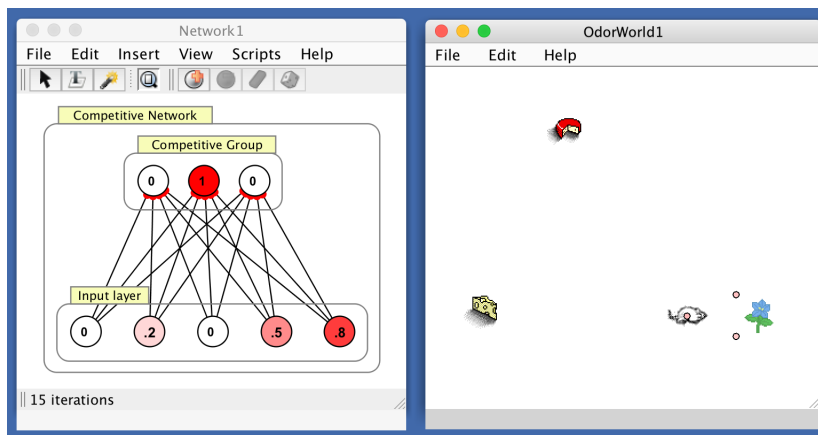 Network1
File Edit Insert View Scripts Help
Competitive Network
Competitive Group
0 1 0
Input layer
0 .2 0 .5 .8
15 iterations
OdorWorld1
File Edit Help